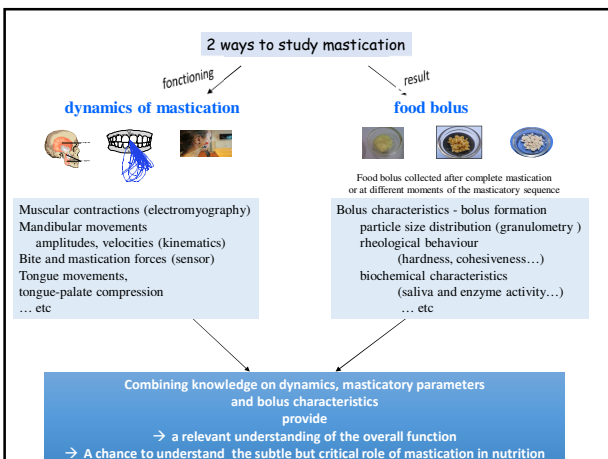 2 ways to study mastication
fonctioning
result
dynamics of mastication
food bolus
Food bolus collected after complete mastication
or at different moments of the masticatory sequence
Muscular contractions (electromyography)
Mandibular movements
amplitudes, velocities (kinematics)
Bite and mastication forces (sensor)
Tongue movements,
tongue-palate compression
… etc
Bolus characteristics - bolus formation
particle size distribution (granulometry )
rheological behaviour
(hardness, cohesiveness…)
biochemical characteristics
(saliva and enzyme activity…)
… etc
Combining knowledge on dynamics, masticatory parameters
and bolus characteristics
provide
→ a relevant understanding of the overall function
→ A chance to understand the subtle but critical role of mastication in nutrition